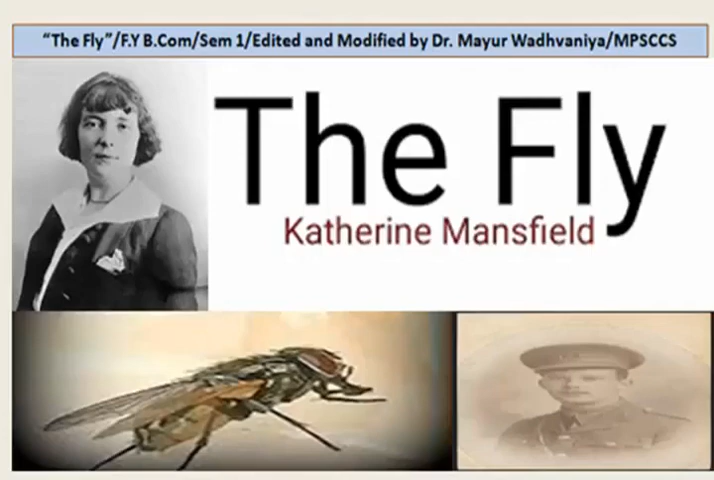 “The Fly”/F.Y B.Com/Sem 1/Edited and Modified by Dr. Mayur Wadhvaniya/MPSCCS
The Fly
Katherine Mansfield